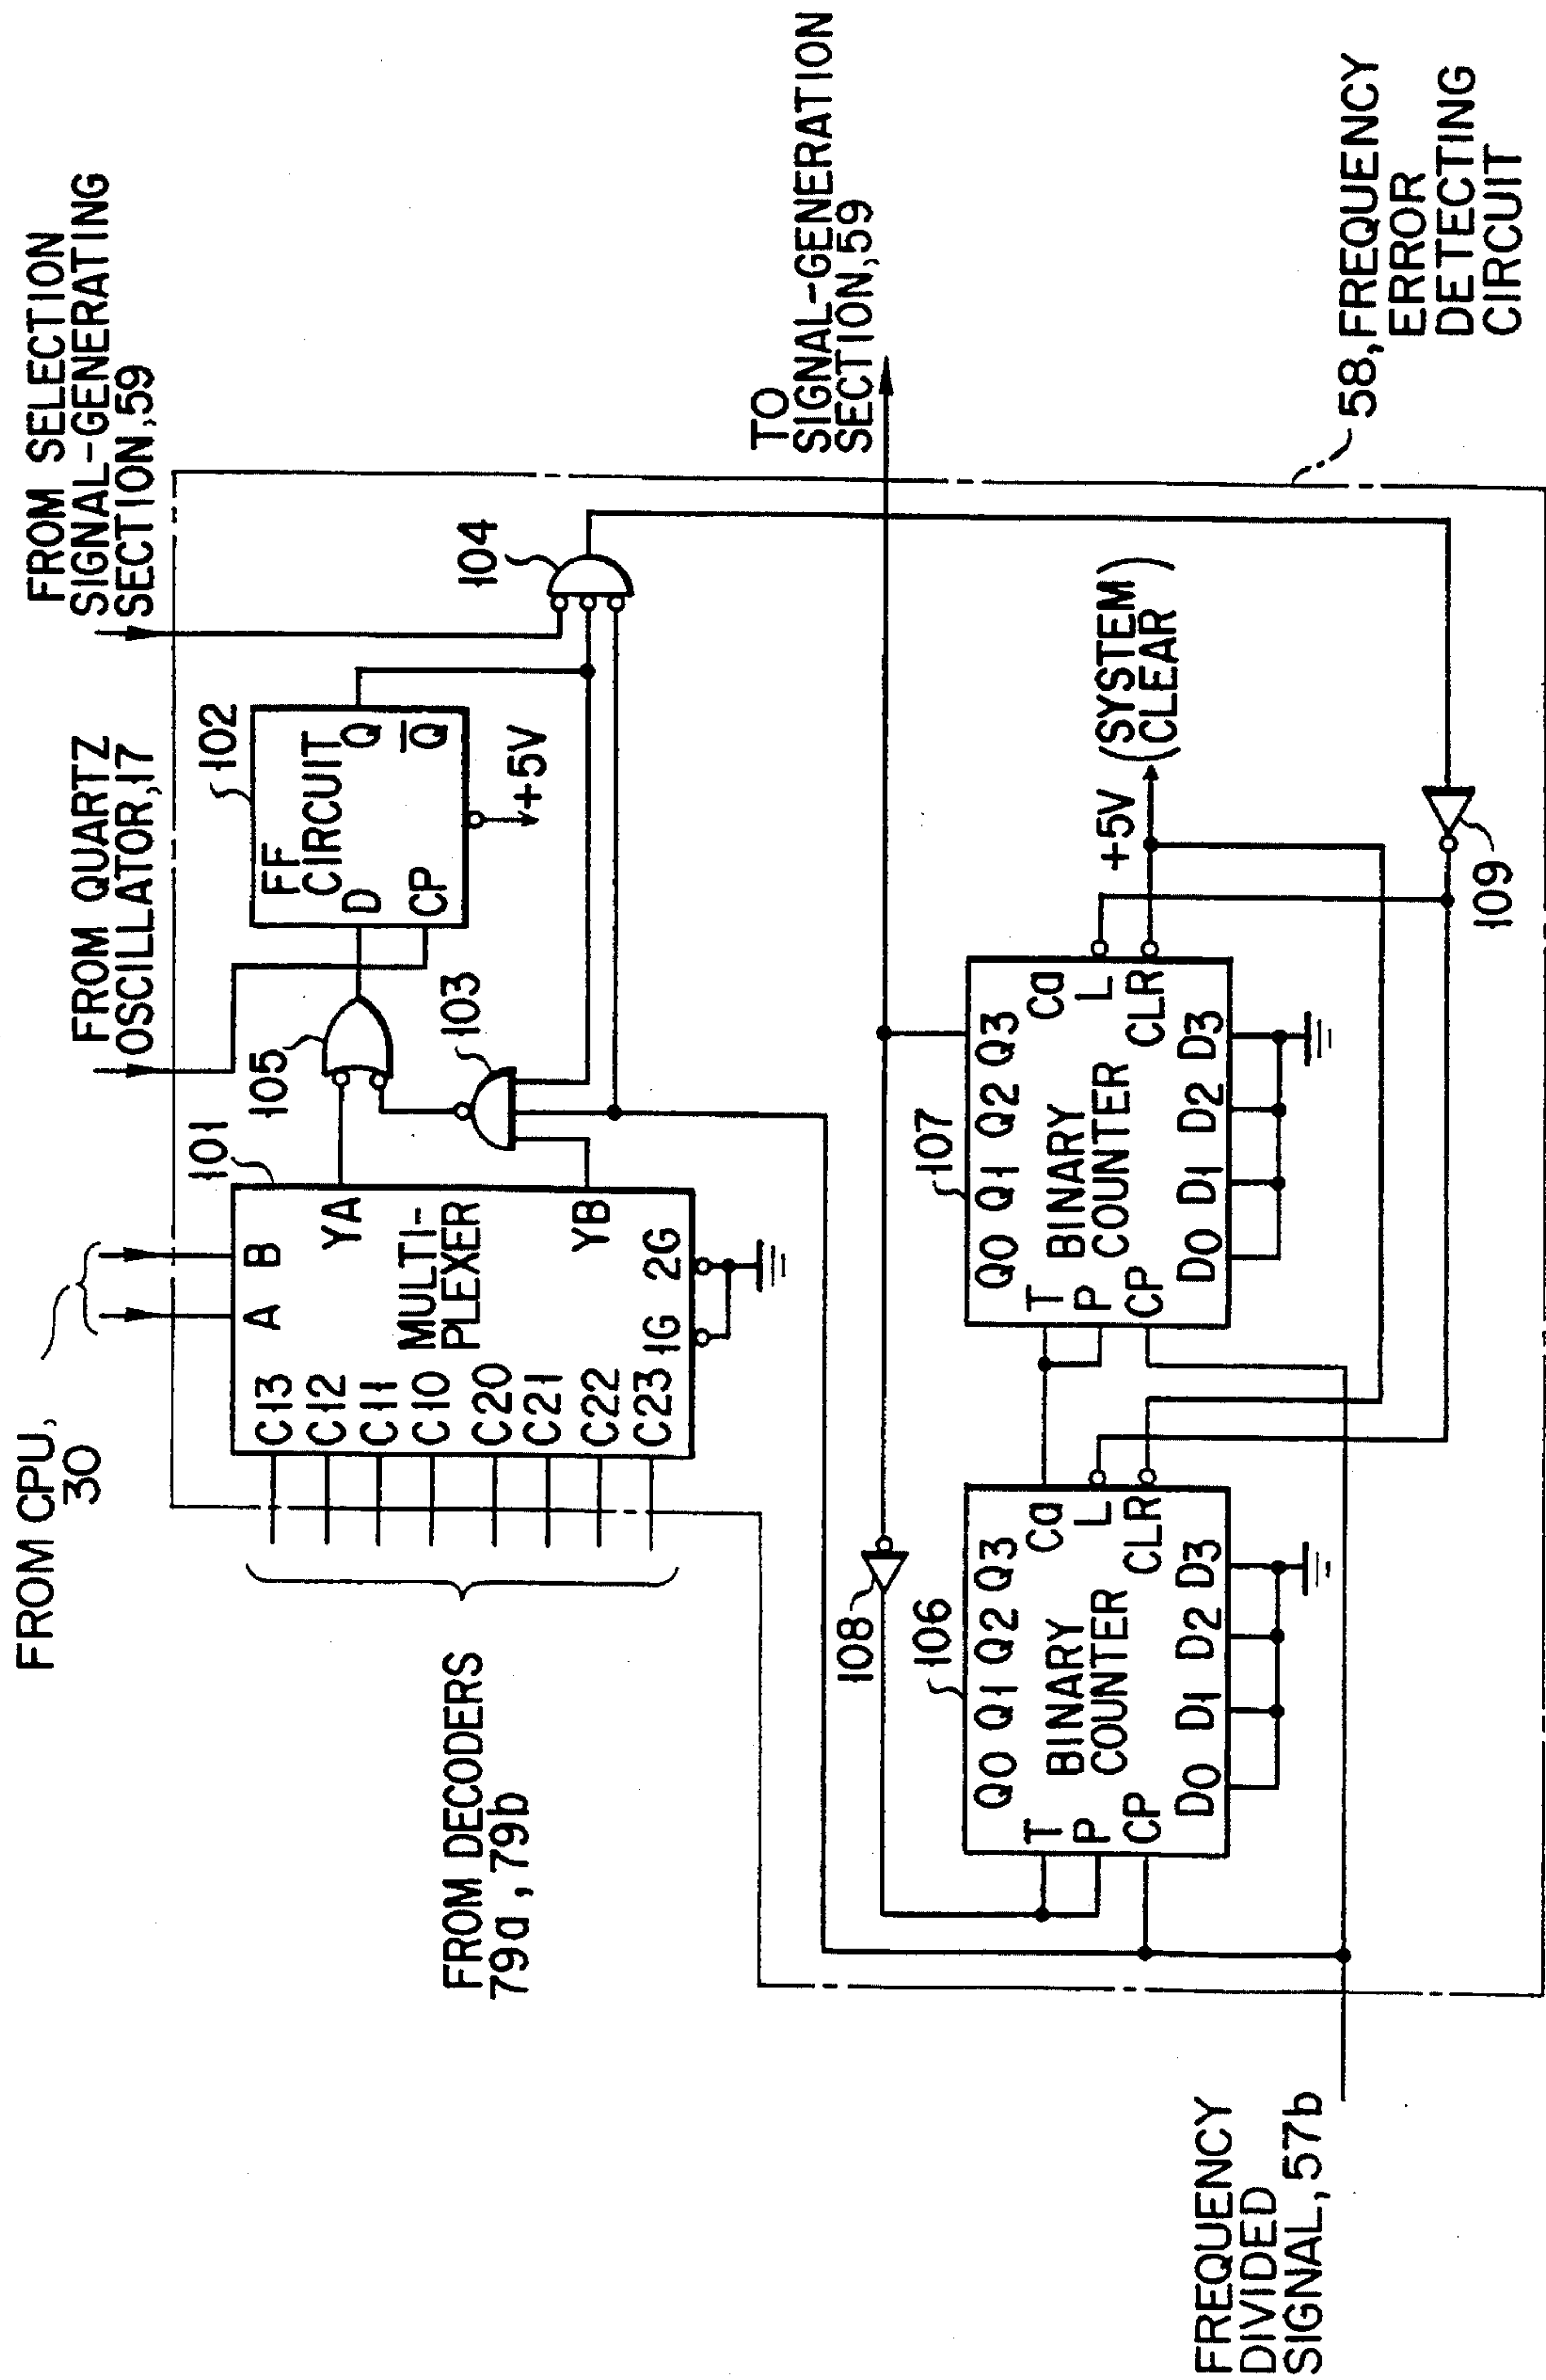 FROM CPU,
30
FROM QUARTZ
OSCILLATOR,17
FROM SELECTION
SIGNAL-GENERATING
SECTION,59
FROM DECODERS
79a,79b
101
A
B
C13
C12
C11
C10
C20
C21
C22
C23
MULTI-
PLEXER
YA
YB
1G
2G
105
103
102
FF
CIRCUIT
D
CP
Q
Q̅
+5V
104
TO
SIGNAL-GENERATION
SECTION,59
108
106
Q0 Q1 Q2 Q3
T
P
CP
BINARY
COUNTER
Ca
L
CLR
D0 D1 D2 D3
107
Q0 Q1 Q2 Q3
T
P
CP
BINARY
COUNTER
Ca
L
CLR
D0 D1 D2 D3
+5V (SYSTEM
CLEAR)
109
FREQUENCY
DIVIDED
SIGNAL,57b
58,FREQUENCY
ERROR
DETECTING
CIRCUIT